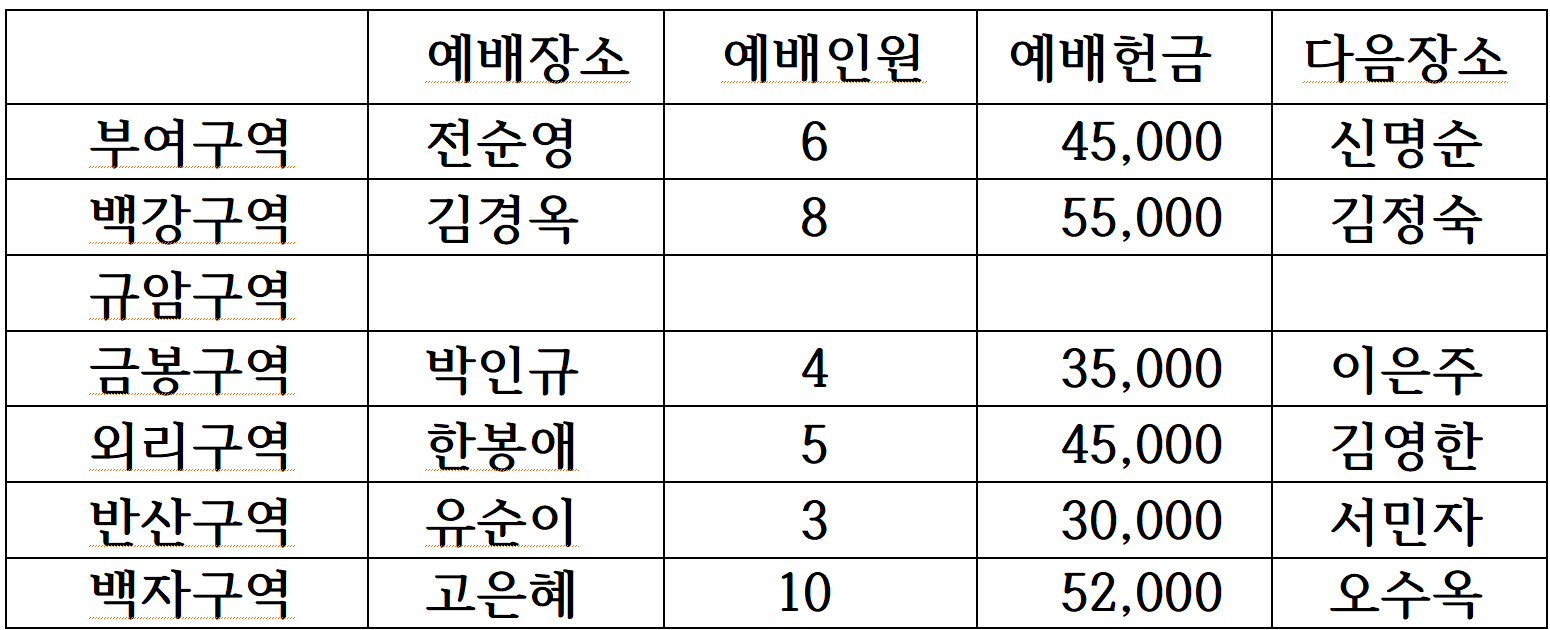 예배장소 예배인원 예배헌금 다음장소
부여구역 전순영 6 45,000 신명순
백강구역 김경옥 8 55,000 김정숙
규암구역
금봉구역 박인규 4 35,000 이은주
외리구역 한봉애 5 45,000 김영한
반산구역 유순이 3 30,000 서민자
백자구역 고은혜 10 52,000 오수옥